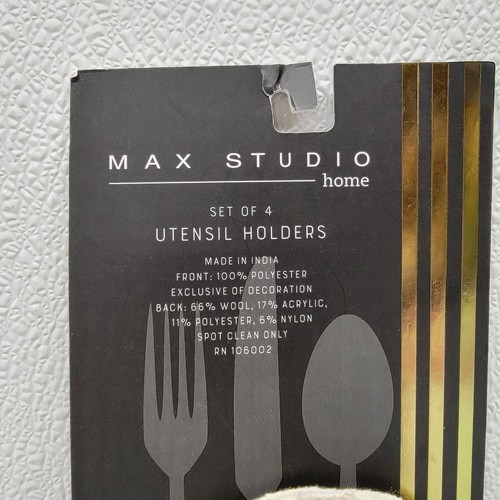 MAX STUDIO
home
SET OF 4
UTENSIL HOLDERS
MADE IN INDIA
FRONT: 100% POLYESTER
EXCLUSIVE OF DECORATION
BACK: 66% WOOL, 17% ACRYLIC,
11% POLYESTER, 6% NYLON
SPOT CLEAN ONLY
RN 106002